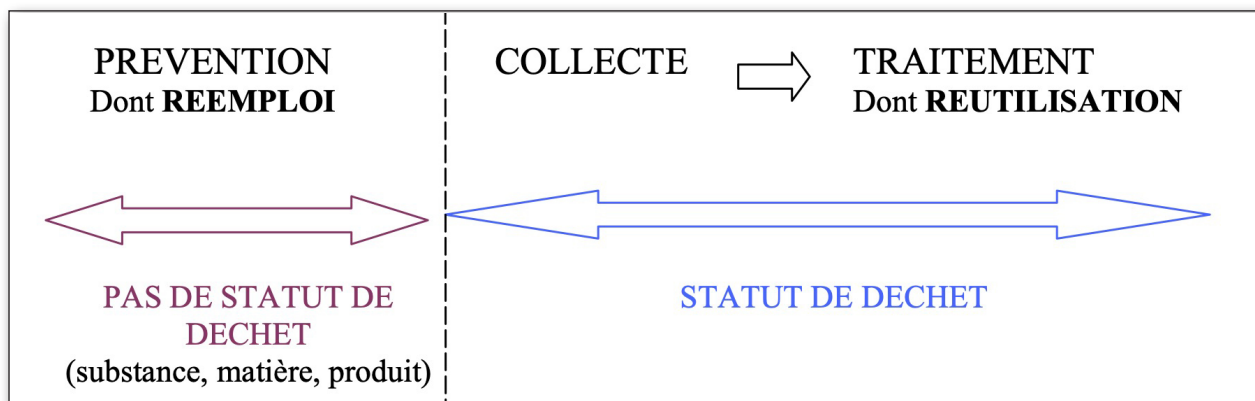 PREVENTION
Dont REEMPLOI
COLLECTE
TRAITEMENT
Dont REUTILISATION
PAS DE STATUT DE
DECHET
(substance, matière, produit)
STATUT DE DECHET